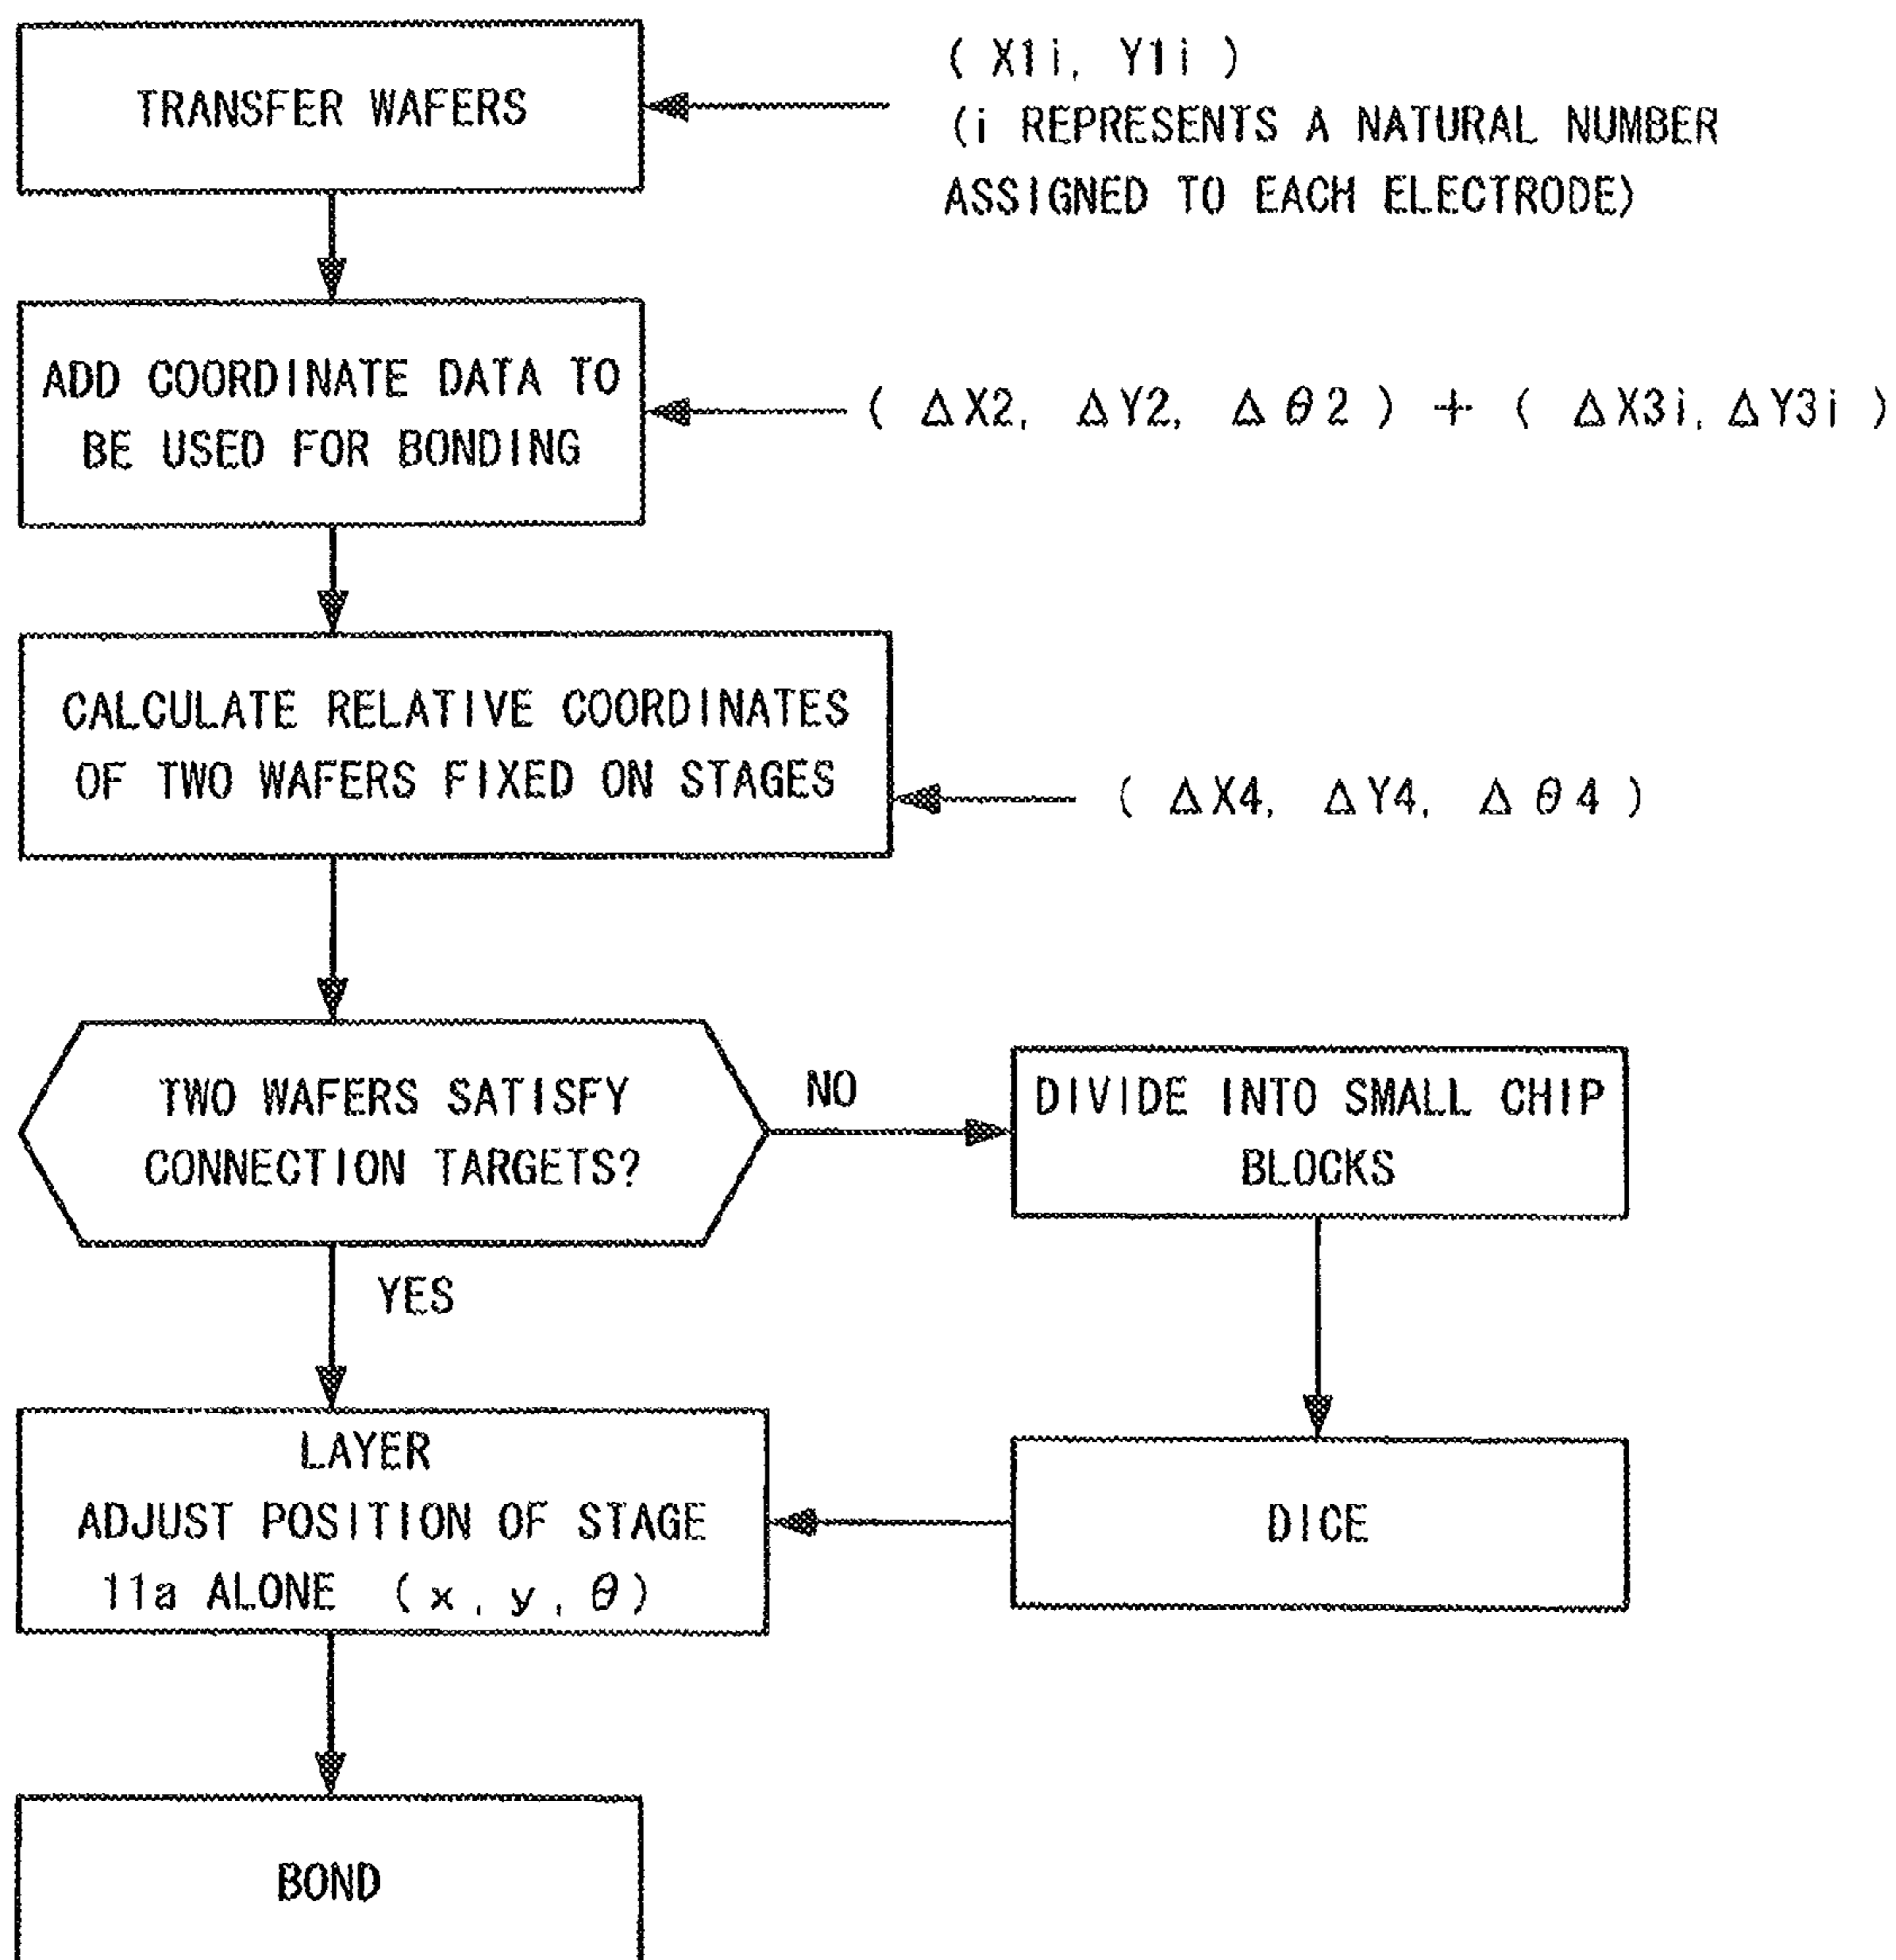 TRANSFER WAFERS
( X1i, Y1i )
(i REPRESENTS A NATURAL NUMBER
ASSIGNED TO EACH ELECTRODE)
ADD COORDINATE DATA TO
BE USED FOR BONDING
( ΔX2, ΔY2, Δθ2 ) + ( ΔX3i, ΔY3i )
CALCULATE RELATIVE COORDINATES
OF TWO WAFERS FIXED ON STAGES
( ΔX4, ΔY4, Δθ4 )
TWO WAFERS SATISFY
CONNECTION TARGETS?
NO
DIVIDE INTO SMALL CHIP
BLOCKS
YES
LAYER
ADJUST POSITION OF STAGE
11a ALONE (x, y, θ)
DICE
BOND